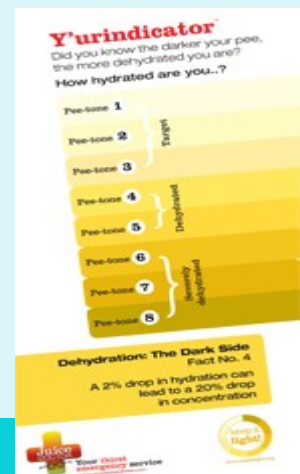 Y'urindicator
Did you know the darker your pee,
the more dehydrated you are?
How hydrated are you..?
Pee-tone 1
Pee-tone 2
Pee-tone 3
Target
Pee-tone 4
Pee-tone 5
Dehydrated
Pee-tone 6
Pee-tone 7
Pee-tone 8
Severely
dehydrated
Dehydration: The Dark Side
Fact No. 4
A 2% drop in hydration can
lead to a 20% drop
in concentration
keep it
light!
Juice
Your thirst
emergency service